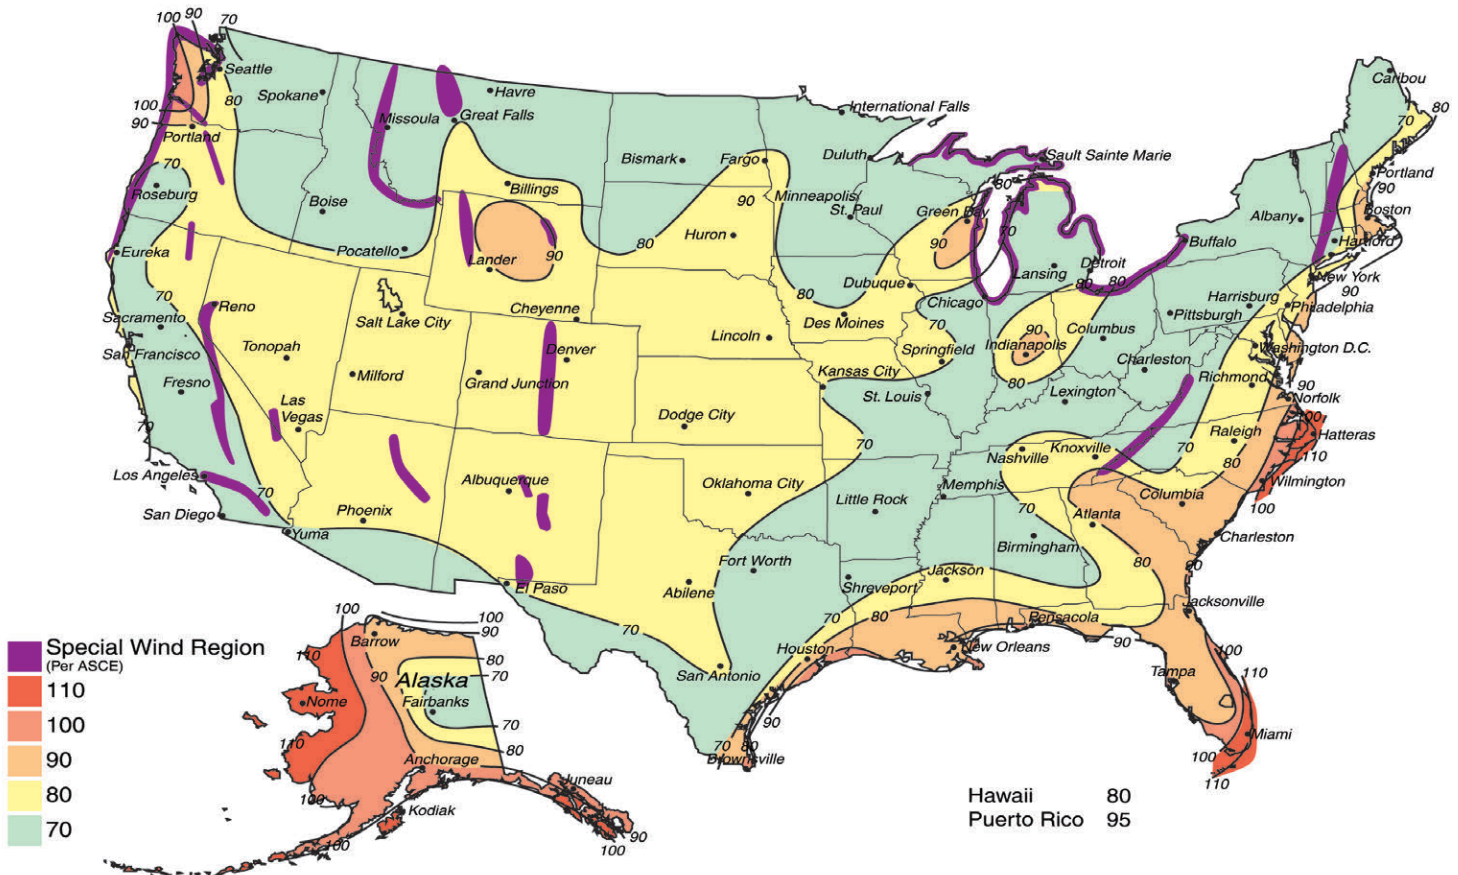 100 90 70
Seattle
80
Spokane
Havre
Missoula
Great Falls
100
90
Portland
70
Roseburg
Boise
Billings
Pocatello
Lander
90
Eureka
70
Reno
Sacramento
San Francisco
Fresno
70
Tonopah
Las
Vegas
Salt Lake City
Milford
Cheyenne
Denver
Grand Junction
Los Angeles
70
San Diego
Yuma
Phoenix
Albuquerque
El Paso
Bismark
Fargo
90
Huron
80
Lincoln
Dodge City
Oklahoma City
Abilene
Fort Worth
70
San Antonio
70 80
Brownsville
90
Houston
International Falls
Duluth
Minneapolis
St. Paul
Green Bay
90
Sault Sainte Marie
80
70
Lansing
Detroit
80 80
Dubuque
Chicago
80
Des Moines
70
Springfield
Kansas City
St. Louis
70
90
Indianapolis
80
Columbus
Charleston
Lexington
Nashville
Knoxville
Memphis
Little Rock
70
Birmingham
Atlanta
Columbia
80
Jackson
Shreveport
70
80
Pensacola
New Orleans
90
Jacksonville
90
Charleston
Tampa
100
110
Miami
100
110
Caribou
80
70
Portland
90
Boston
Albany
Hartford
Buffalo
New York
90
Harrisburg
Philadelphia
Pittsburgh
Washington D.C.
Richmond
90
Norfolk
100
Raleigh
Hatteras
110
70
80
Wilmington
100
100
100
90
Barrow
110
80
90
70
Alaska
Fairbanks
Nome
70
110
80
Anchorage
Juneau
100
Kodiak
90
100
100
Special Wind Region
(Per ASCE)
110
100
90
80
70
Hawaii 80
Puerto Rico 95